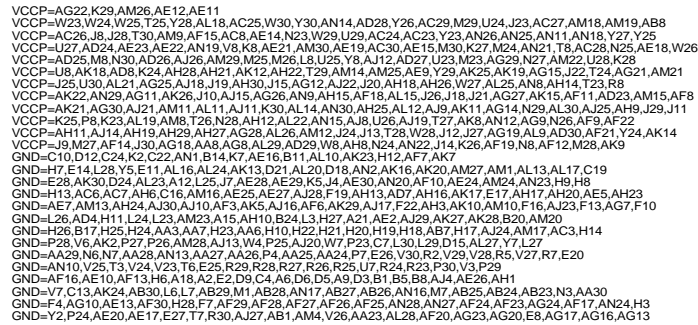 VCCP=AG22,K29,AM26,AE12,AE11
VCCP=W23,W24,W25,T25,Y28,AL18,AC25,W30,Y30,AN14,AD28,Y26,AC29,M29,U24,J23,AC27,AM18,AM19,AB8
VCCP=AC26,J8,J28,T30,AM9,AF15,AC8,AE14,N23,W29,U29,AC24,AC23,Y23,AN26,AN25,AN11,AN18,Y27,Y25
VCCP=U27,AD24,AE23,AE22,AN19,V8,K8,AE21,AM30,AE19,AC30,AE15,M30,K27,M24,AN21,T8,AC28,N25,AE18,W26
VCCP=AD25,M8,N30,AD26,AJ26,AM29,M25,M26,L8,U25,Y8,AJ12,AD27,U23,M23,AG29,N27,AM22,U28,K28
VCCP=U8,AK18,AD8,K24,AH28,AH21,AK12,AH22,T29,AM14,AM25,AE9,Y29,AK25,AK19,AG15,J22,T24,AG21,AM21
VCCP=J25,U30,AL21,AG25,AJ18,J19,AH30,J15,AG12,AJ22,J20,AH18,AH26,W27,AL25,AN8,AH14,T23,R8
VCCP=AK22,AN29,AG11,AK26,J10,AJ15,AG26,AN9,AH15,AF18,AL15,J26,J18,J21,AG27,AK15,AF11,AD23,AM15,AF8
VCCP=AK21,AG30,AJ21,AM11,AL11,AJ11,K30,AL14,AN30,AH25,AL12,AJ9,AK11,AG14,N29,AL30,AJ25,AH9,J29,J11
VCCP=K25,P8,K23,AL19,AM8,T26,N28,AH12,AL22,AN15,AJ8,U26,AJ19,T27,AK8,AN12,AG9,N26,AF9,AF22
VCCP=AH11,AJ14,AH19,AH29,AH27,AG28,AL26,AM12,J24,J13,T28,W28,J12,J27,AG19,AL9,AD30,AF21,Y24,AK14
VCCP=J9,M27,AF14,J30,AG18,AA8,AG8,AL29,AD29,W8,AH8,N24,AN22,J14,K26,AF19,N8,AF12,M28,AK9
GND=C10,D12,C24,K2,C22,AN1,B14,K7,AE16,B11,AL10,AK23,H12,AF7,AK7
GND=H7,E14,L28,Y5,E11,AL16,AL24,AK13,D21,AL20,D18,AN2,AK16,AK20,AM27,AM1,AL13,AL17,C19
GND=E28,AK30,D24,AL23,A12,L25,J7,AE28,AE29,K5,J4,AE30,AN20,AF10,AE24,AM24,AN23,H9,H8
GND=H13,AC6,AC7,AH6,C16,AM16,AE25,AE27,AJ28,F19,AH13,AD7,AH16,AK17,E17,AH17,AH20,AE5,AH23
GND=AE7,AM13,AH24,AJ30,AJ10,AF3,AK5,AJ16,AF6,AK29,AJ17,F22,AH3,AK10,AM10,F16,AJ23,F13,AG7,F10
GND=L26,AD4,H11,L24,L23,AM23,A15,AH10,B24,L3,H27,A21,AE2,AJ29,AK27,AK28,B20,AM20
GND=H26,B17,H25,H24,AA3,AA7,H23,AA6,H10,H22,H21,H20,H19,H18,AB7,H17,AJ24,AM17,AC3,H14
GND=P28,V6,AK2,P27,P26,AM28,AJ13,W4,P25,AJ20,W7,P23,C7,L30,L29,D15,AL27,Y7,L27
GND=AA29,N6,N7,AA28,AN13,AA27,AA26,P4,AA25,AA24,P7,E26,V30,R2,V29,V28,R5,V27,R7,E20
GND=AN10,V25,T3,V24,V23,T6,E25,R29,R28,R27,R26,R25,U7,R24,R23,P30,V3,P29
GND=AF16,AE10,AF13,H6,A18,A2,E2,D9,C4,A6,D6,D5,A9,D3,B1,B5,B8,AJ4,AE26,AH1
GND=V7,C13,AK24,AB30,L6,L7,AB29,M1,AB28,AN17,AB27,AB26,AN16,M7,AB25,AB24,AB23,N3,AA30
GND=F4,AG10,AE13,AF30,H28,F7,AF29,AF28,AF27,AF26,AF25,AN28,AN27,AF24,AF23,AG24,AF17,AN24,H3
GND=Y2,P24,AE20,AE17,E27,T7,R30,AJ27,AB1,AM4,V26,AA23,AL28,AF20,AG23,AG20,E8,AG17,AG16,AG13